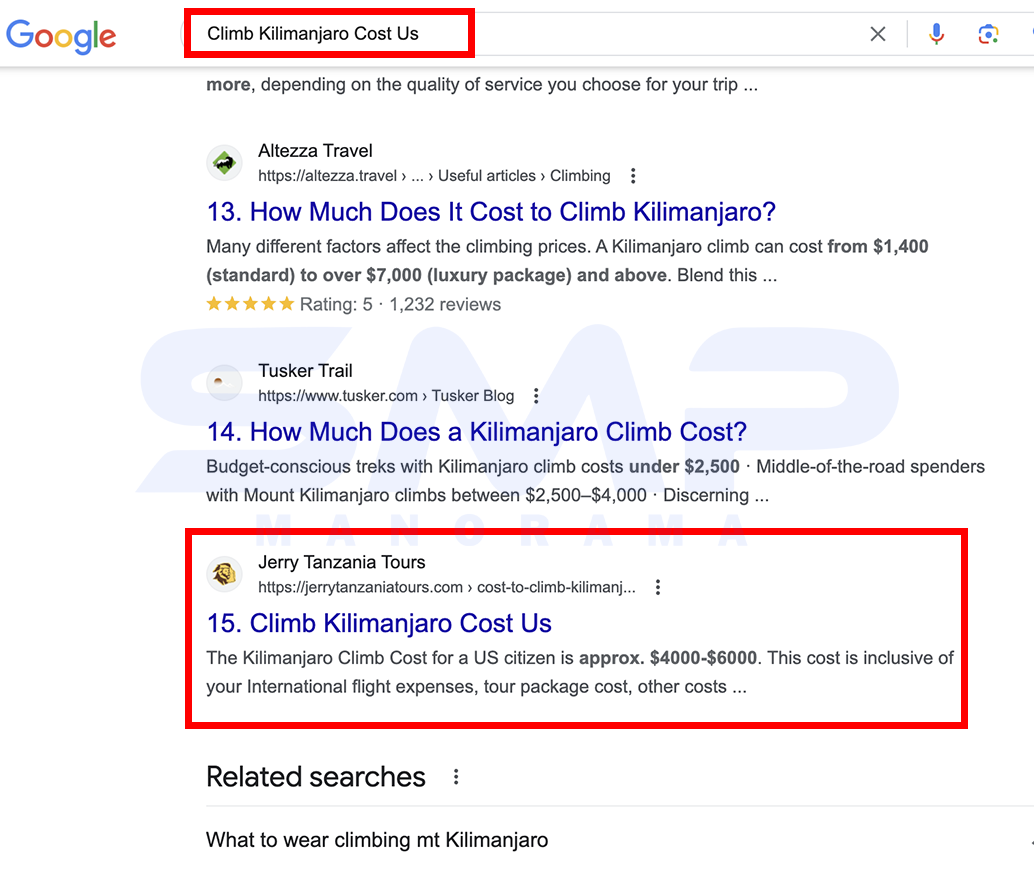 Google
Climb Kilimanjaro Cost Us
more, depending on the quality of service you choose for your trip ...
Altezza Travel
https://altezza.travel › ... › Useful articles › Climbing
13. How Much Does It Cost to Climb Kilimanjaro?
Many different factors affect the climbing prices. A Kilimanjaro climb can cost from $1,400
(standard) to over $7,000 (luxury package) and above. Blend this ...
Rating: 5 · 1,232 reviews
SMP
MANORAMA
Tusker Trail
https://www.tusker.com › Tusker Blog
14. How Much Does a Kilimanjaro Climb Cost?
Budget-conscious treks with Kilimanjaro climb costs under $2,500 · Middle-of-the-road spenders
with Mount Kilimanjaro climbs between $2,500–$4,000 · Discerning ...
Jerry Tanzania Tours
https://jerrytanzaniatours.com › cost-to-climb-kilimanj...
15. Climb Kilimanjaro Cost Us
The Kilimanjaro Climb Cost for a US citizen is approx. $4000-$6000. This cost is inclusive of
your International flight expenses, tour package cost, other costs ...
Related searches
What to wear climbing mt Kilimanjaro